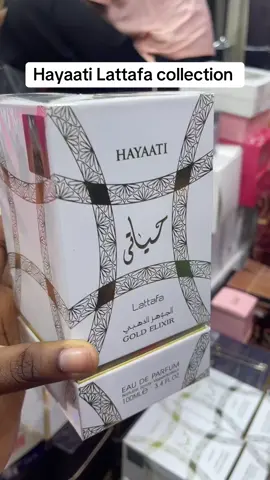 Hayaati Lattafa collection
HAYAATI
حياتي
Lattafa
الجوهر الذهبي
GOLD ELIXIR
EAU DE PARFUM
100ML 3.4 FL.OZ